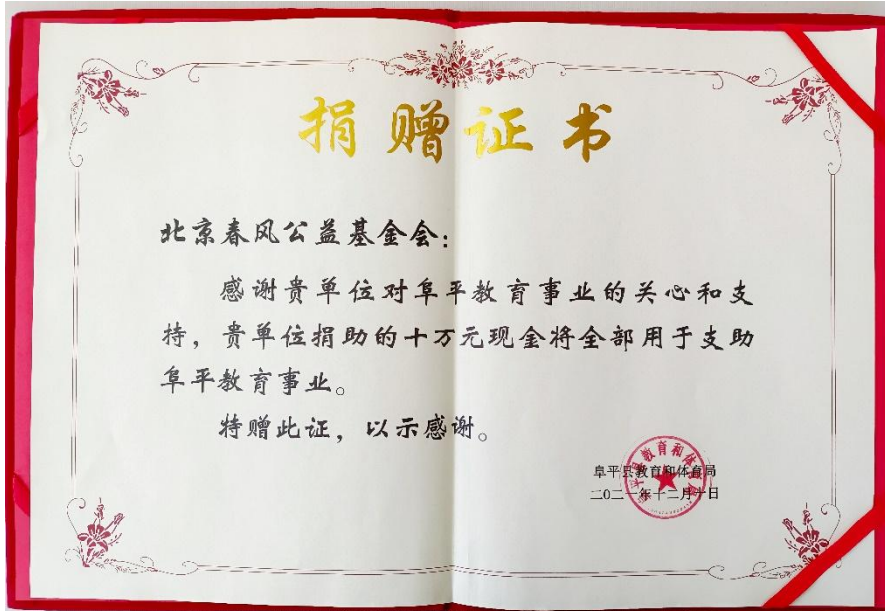 捐赠证书
北京春风公益基金会:
感谢贵单位对阜平教育事业的关心和支
持，贵单位捐助的十万元现金将全部用于支助
阜平教育事业。
特赠此证，以示感谢。
阜平县教育和体育局
二〇二一年十二月十日